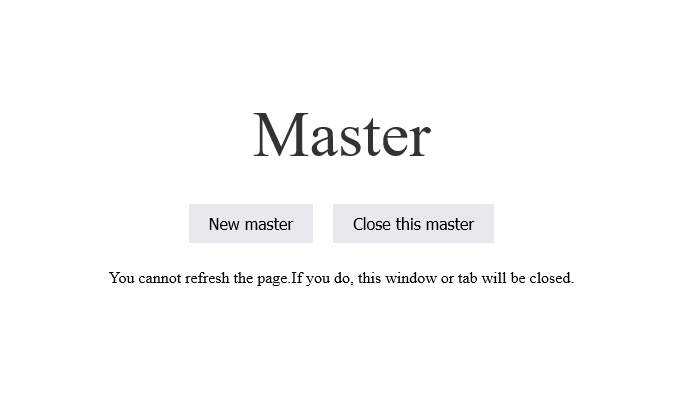 Master
New master
Close this master
You cannot refresh the page.If you do, this window or tab will be closed.